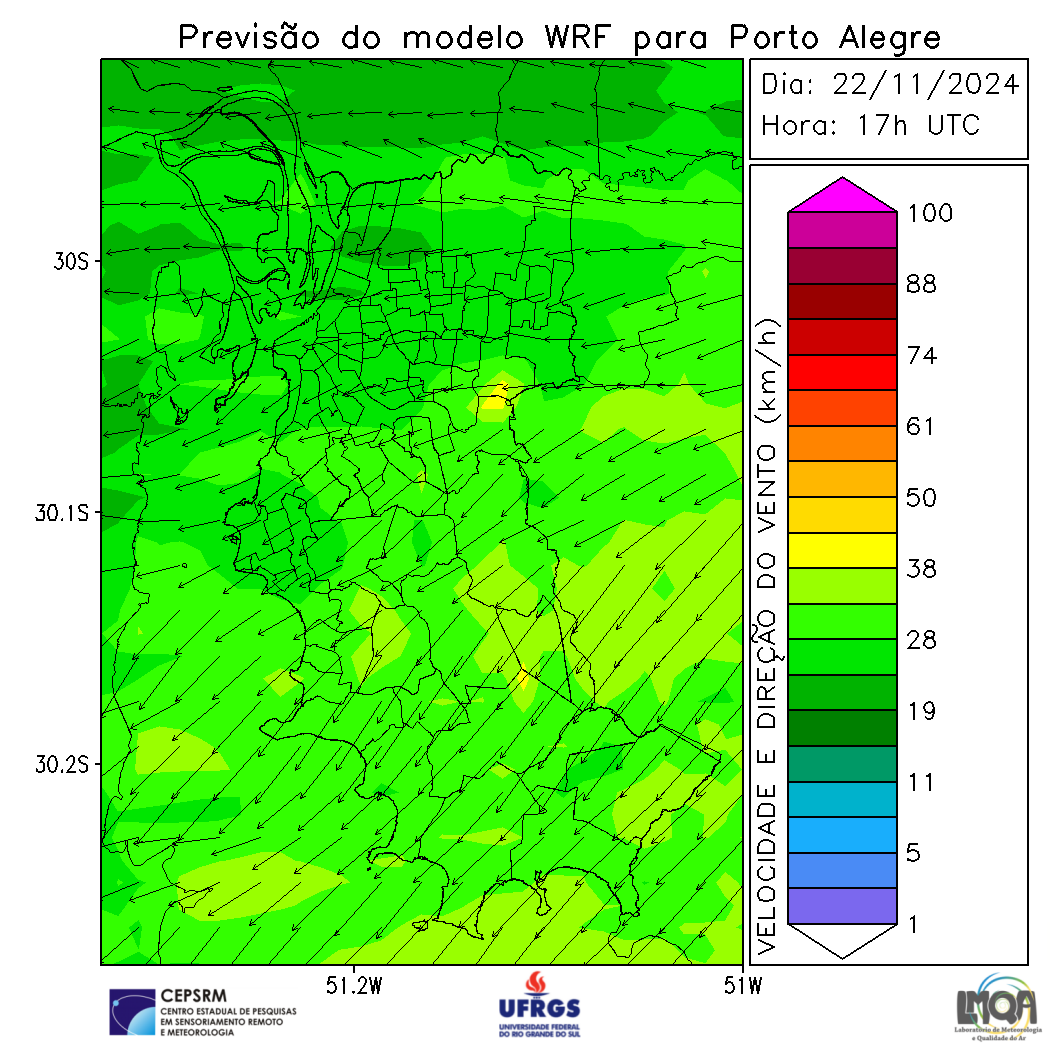 Previsão do modelo WRF para Porto Alegre
Dia: 22/11/2024
Hora: 17h UTC
30S
30.1S
30.2S
51.2W
51W
VELOCIDADE E DIREÇÃO DO VENTO (km/h)
100
88
74
61
50
38
28
19
11
5
1
CEPSRM
CENTRO ESTADUAL DE PESQUISAS
EM SENSORIAMENTO REMOTO
E METEOROLOGIA
UFRGS
UNIVERSIDADE FEDERAL
DO RIO GRANDE DO SUL
LMQA
Laboratório de Meteorologia
e Qualidade do Ar